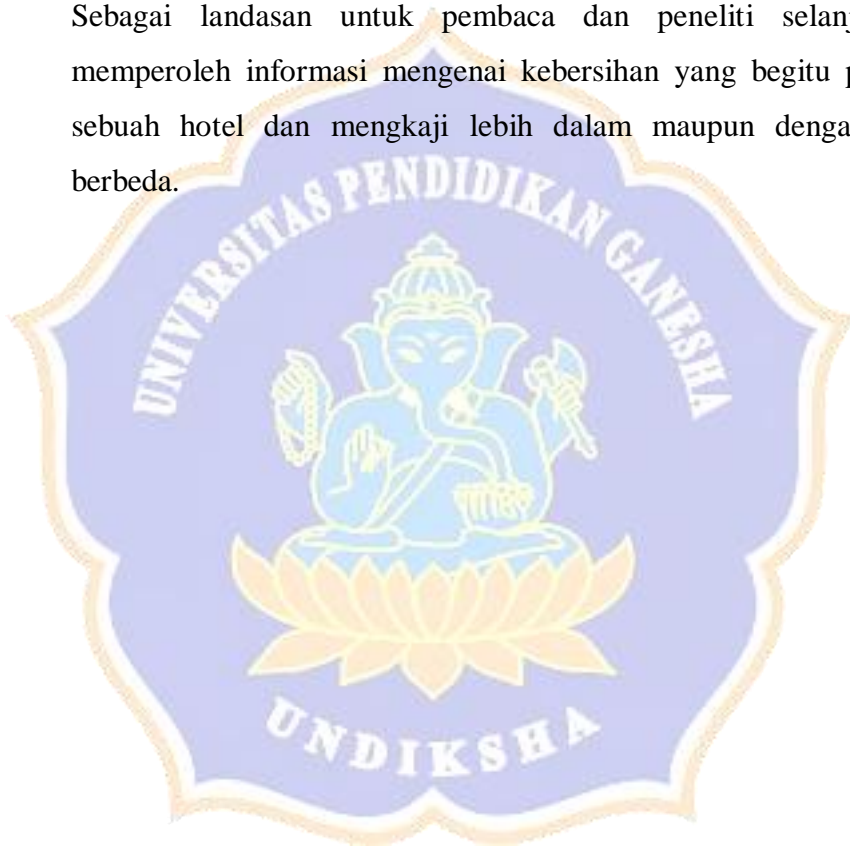 Sebagai landasan untuk pembaca dan peneliti
memperoleh informasi mengenai kebersihan yang begitu
sebuah hotel dan mengkaji lebih dalam maupun
berbeda.
UNIVERSITAS PENDIDIKAN GANESHA
UNDIKSHA